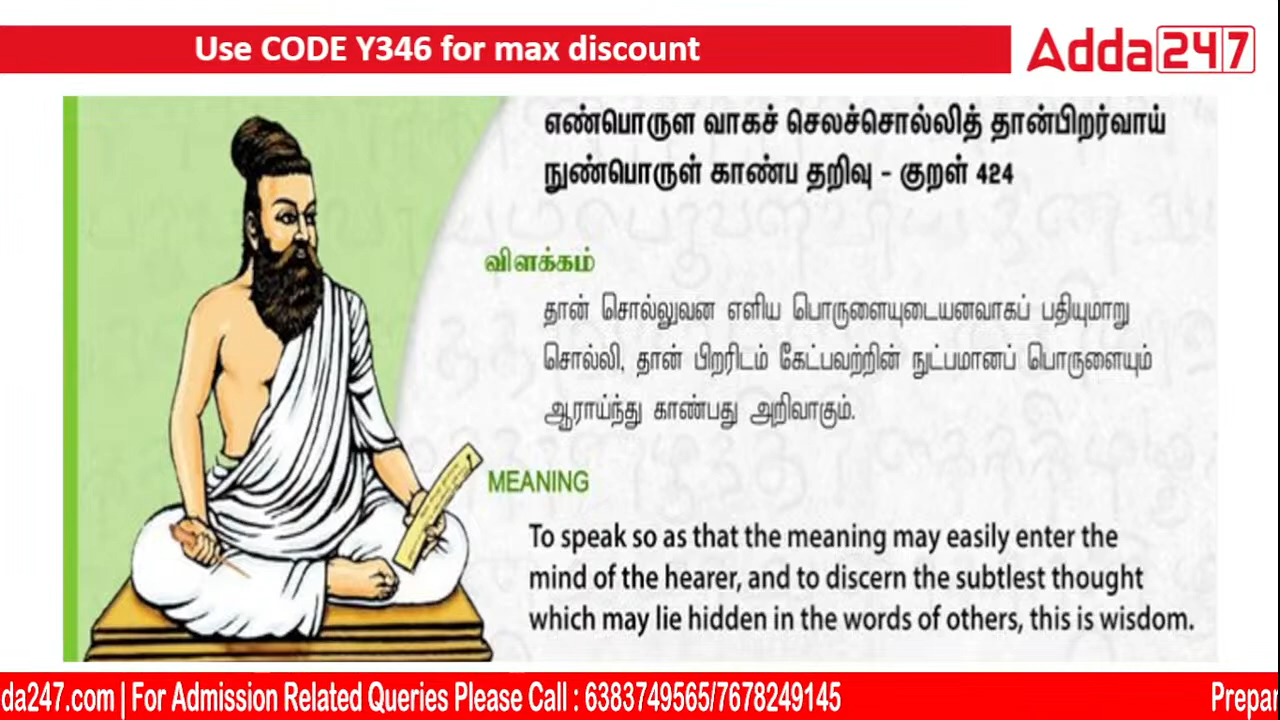 Use CODE Y346 for max discount
Adda247
எண்பொருள வாகச் செலச்சொல்லித் தான்பிறர்வாய்
நுண்பொருள் காண்ப தறிவு - குறள் 424
விளக்கம்
தான் சொல்லுவன எளிய பொருளையுடையனவாகப் பதியுமாறு
சொல்லி, தான் பிறரிடம் கேட்பவற்றின் நுட்பமானப் பொருளையும்
ஆராய்ந்து காண்பது அறிவாகும்.
MEANING
To speak so as that the meaning may easily enter the
mind of the hearer, and to discern the subtlest thought
which may lie hidden in the words of others, this is wisdom.
da247.com | For Admission Related Queries Please Call : 6383749565/7678249145 Prepar